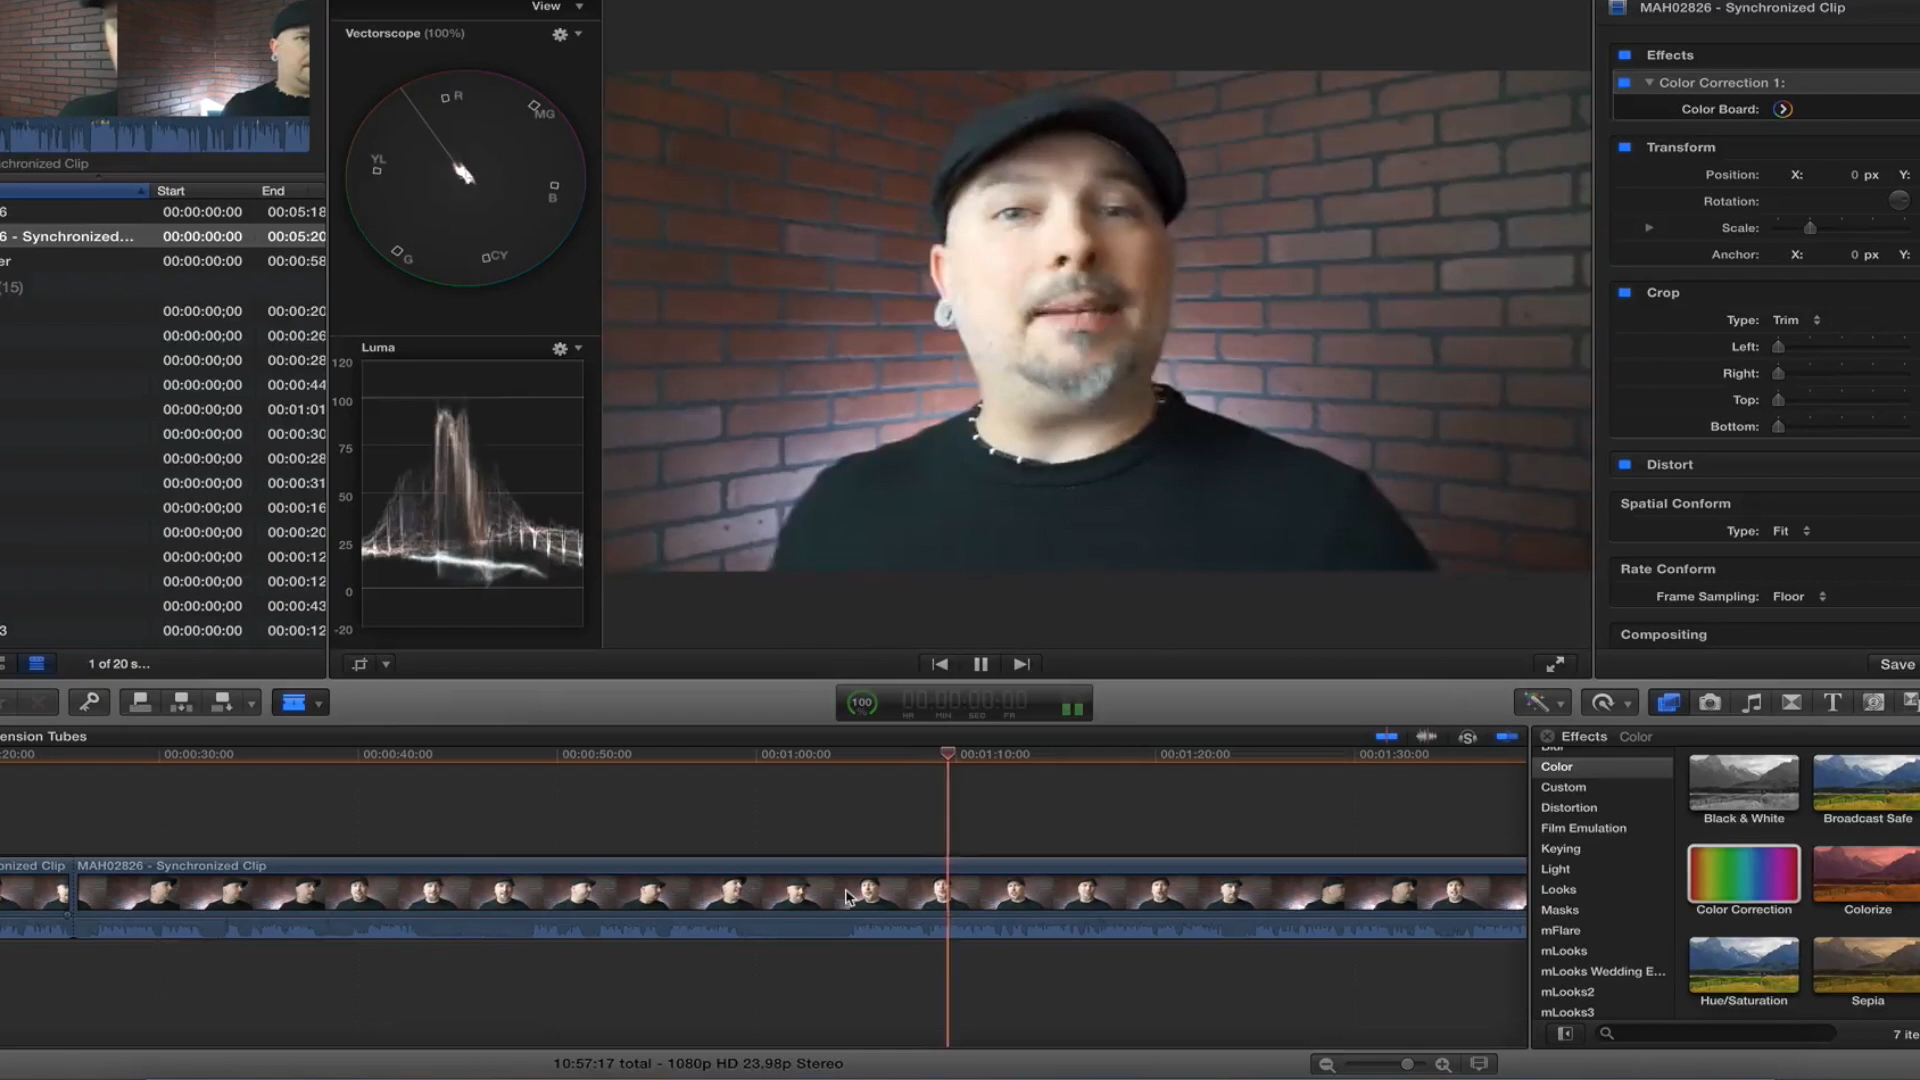 View
Vectorscope (100%)
R
MG
YL
B
G
CY
chronized Clip
Start End
6 00:00:00:00 00:05:18
6 - Synchronized... 00:00:00:00 00:05:20
er 00:00:00:00 00:00:58
(15)
00:00:00;00 00:00:20
00:00:00;00 00:00:26
00:00:00;00 00:00:28
00:00:00;00 00:00:44
00:00:00;00 00:01:01
00:00:00;00 00:00:30
00:00:00;00 00:00:28
00:00:00;00 00:00:31
00:00:00;00 00:00:16
00:00:00;00 00:00:20
00:00:00;00 00:00:12
00:00:00;00 00:00:12
00:00:00;00 00:00:43
3 00:00:00;00 00:00:12
1 of 20 s...
Luma
120
100
75
50
25
0
-20
MAH02826 - Synchronized Clip
Effects
Color Correction 1:
Color Board:
Transform
Position: X: 0 px Y:
Rotation:
Scale:
Anchor: X: 0 px Y:
Crop
Type: Trim
Left:
Right:
Top:
Bottom:
Distort
Spatial Conform
Type: Fit
Rate Conform
Frame Sampling: Floor
Compositing
Save
100
%
00:00:00:00
HR MIN SEC FR
ension Tubes
:20:00 00:00:30:00 00:00:40:00 00:00:50:00 00:01:00:00 00:01:10:00 00:01:20:00 00:01:30:00
onized Clip MAH02826 - Synchronized Clip
Effects Color
Blur
Color
Custom
Distortion
Film Emulation
Keying
Light
Looks
Masks
mFlare
mLooks
mLooks Wedding E...
mLooks2
mLooks3
Black & White Broadcast Safe
Color Correction Colorize
Hue/Saturation Sepia
7 ite
10:57:17 total - 1080p HD 23.98p Stereo